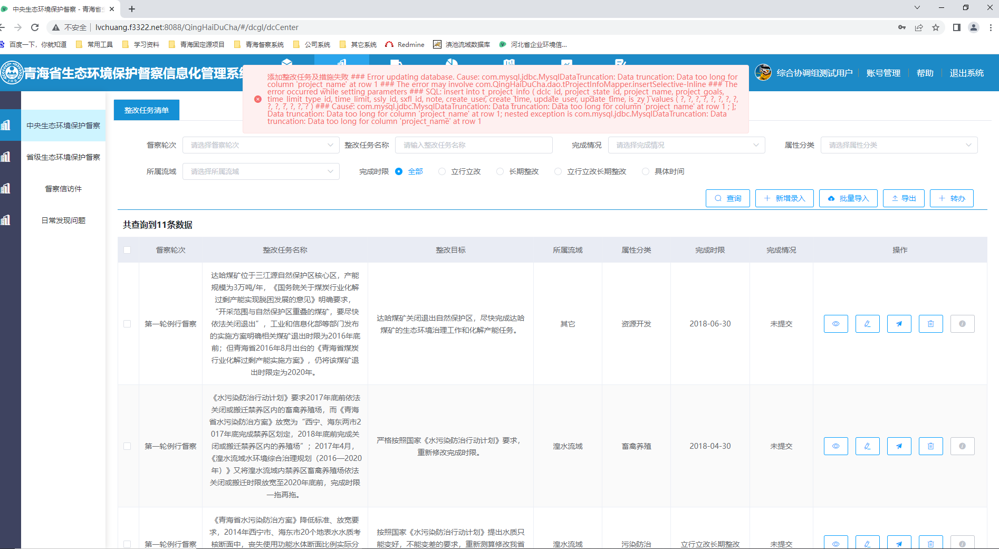 中央生态环境保护督察 - 青海省生
不安全 lvchuang.f3322.net:8088/QingHaiDuCha/#/dcgl/dcCenter
百度一下，你就知道 常用工具 学习资料 青海固定源项目 青海督察系统 公司系统 其它系统 Redmine 滇池流域数据库 河北省企业环境信...
青海省生态环境保护督察信息化管理系统
综合协调组测试用户 账号管理 帮助 退出系统
添加整改任务及措施失败 ### Error updating database. Cause: com.mysql.jdbc.MysqlDataTruncation: Data truncation: Data too long for
column 'project_name' at row 1 ### The error may involve com.QingHaiDuCha.dao.tProjectInfoMapper.insertSelective-Inline ### The
error occurred while setting parameters ### SQL: insert into t_project_info ( dclc_id, project_state_id, project_name, project_goals,
time_limit_type_id, time_limit, ssly_id, sxfl_id, note, create_user, create_time, update_user, update_time, is_zy ) values ( ?, ?, ?, ?, ?, ?, ?, ?,
?, ?, ?, ?, ?, ? ) ### Cause: com.mysql.jdbc.MysqlDataTruncation: Data truncation: Data too long for column 'project_name' at row 1 ; ];
Data truncation: Data too long for column 'project_name' at row 1; nested exception is com.mysql.jdbc.MysqlDataTruncation: Data
truncation: Data too long for column 'project_name' at row 1
中央生态环境保护督察
省级生态环境保护督察
督察信访件
日常发现问题
整改任务清单
督察轮次 请选择督察轮次 整改任务名称 请输入整改任务名称 完成情况 请选择完成情况 属性分类 请选择属性分类
所属流域 请选择所属流域 完成时限 全部 立行立改 长期整改 立行立改长期整改 具体时间
查询 新增录入 批量导入 导出 转办
共查询到11条数据
督察轮次 整改任务名称 整改目标 所属流域 属性分类 完成时限 完成情况 操作
第一轮例行督察
达哈煤矿位于三江源自然保护区核心区，产能
规模为3万吨/年，《国务院关于煤炭行业化解
过剩产能实现脱困发展的意见》明确要求，
“开采范围与自然保护区重叠的煤矿，要尽快
依法关闭退出”，工业和信息化部等部门发布
的实施方案明确相关煤矿退出时限为2016年底
前；但青海省2016年8月出台的《青海省煤炭
行业化解过剩产能实施方案》，仍将该煤矿退
出时限定为2020年。
达哈煤矿关闭退出自然保护区，尽快完成达哈
煤矿的生态环境治理工作和化解产能任务。
其它 资源开发 2018-06-30 未提交
第一轮例行督察
《水污染防治行动计划》要求2017年底前依法
关闭或搬迁禁养区内的畜禽养殖场，而《青海
省水污染防治方案》放宽为“西宁、海东两市2
017年底完成禁养区划定，2018年底前完成关
闭或搬迁禁养区内的养殖场”；2017年4月，
《湟水流域水环境综合治理规划（2016—2020
年）》又将湟水流域内禁养区畜禽养殖场依法
关闭或搬迁时限放宽至2020年底前，完成时限
一拖再拖。
严格按照国家《水污染防治行动计划》要求，
重新修改完成时限。
湟水流域 畜禽养殖 2018-04-30 未提交
第一轮例行督察
《青海省水污染防治方案》降低标准、放宽要
求，2014年西宁市、海东市20个地表水水质考
核断面中，丧失使用功能水体断面比例实际分
按照国家《水污染防治行动计划》提出水质只
能变好，不能变差的要求，重新测算修改我省
湟水流域 污染防治 立行立改长期整改 未提交